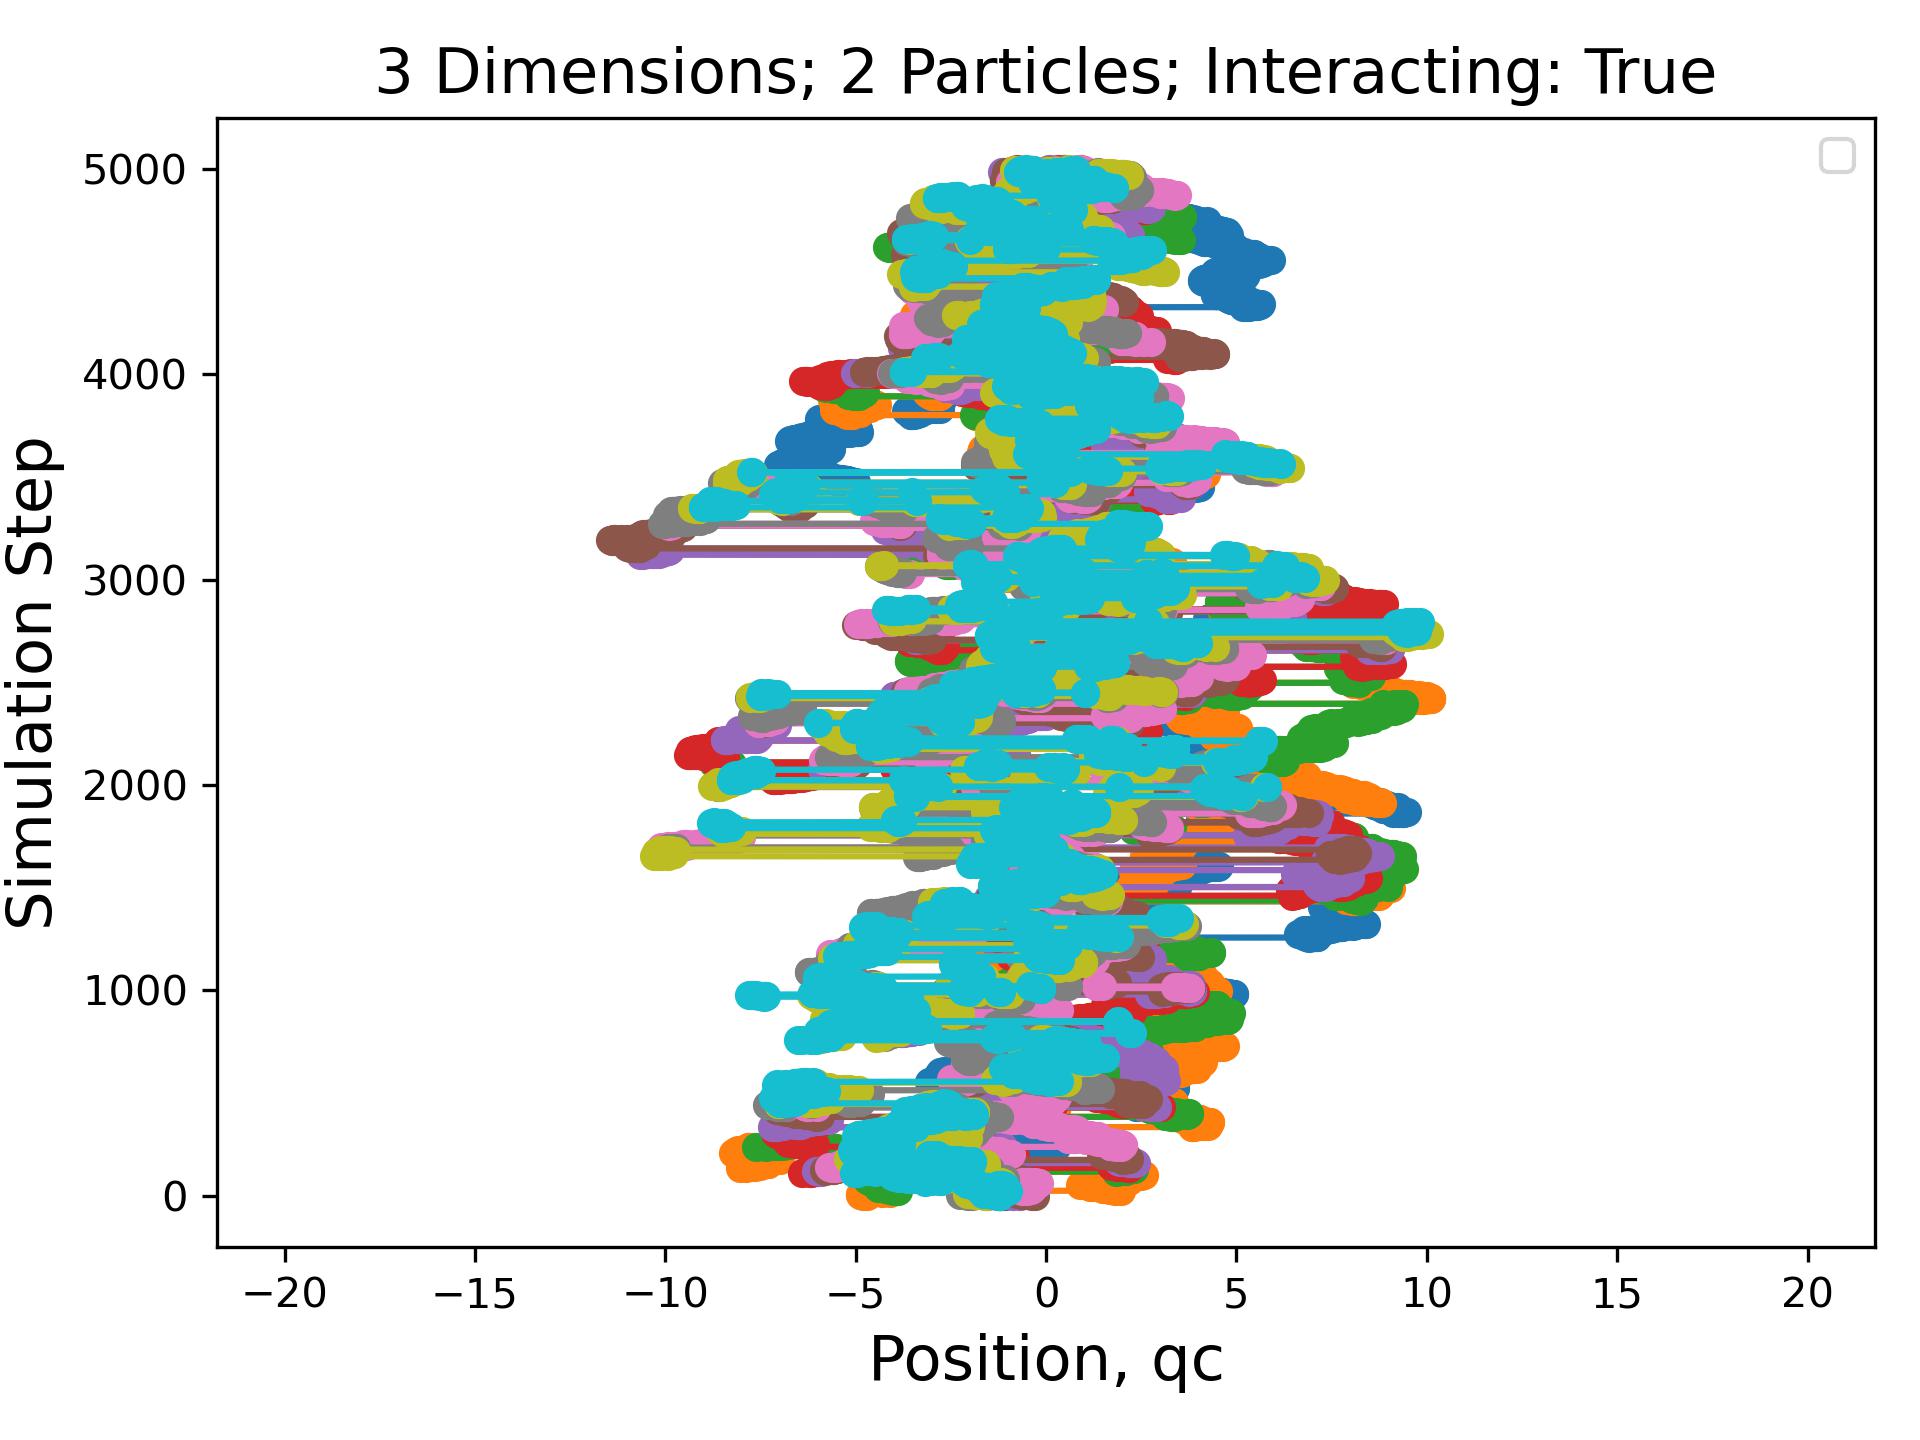 3 Dimensions; 2 Particles; Interacting: True
Simulation Step
5000
4000
3000
2000
1000
0
−20 −15 −10 −5 0 5 10 15 20
Position, qc